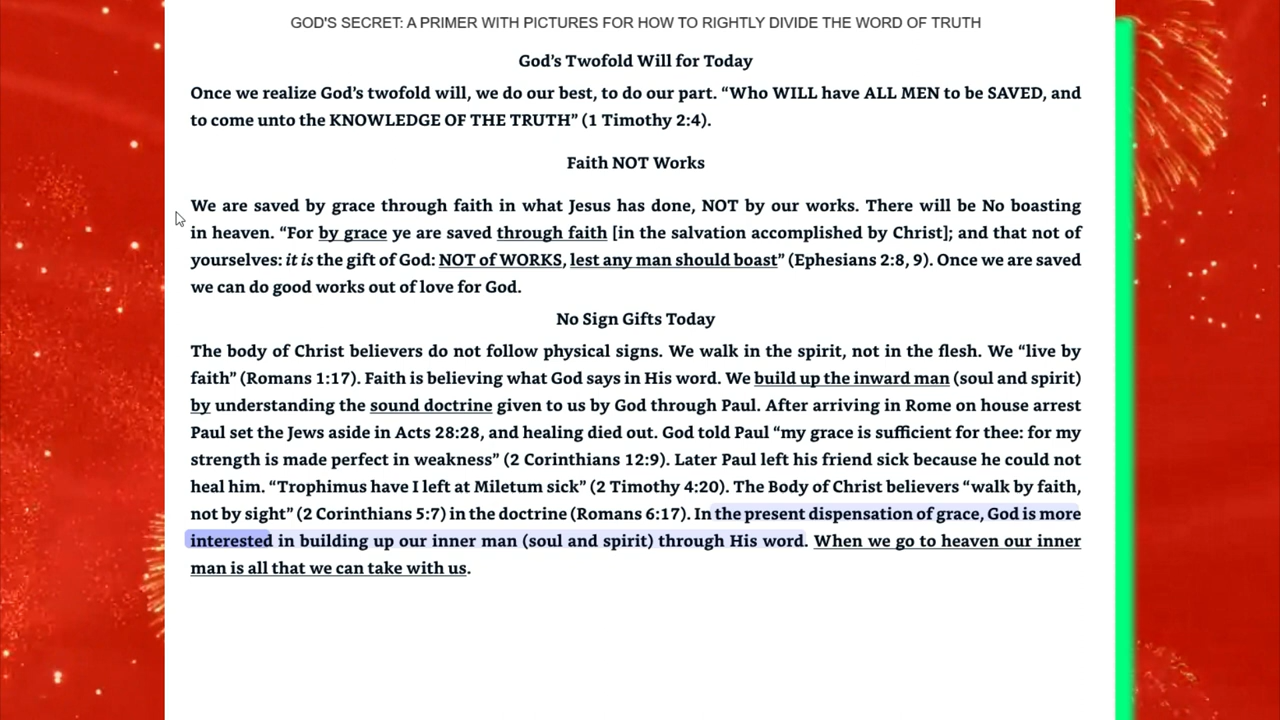 GOD'S SECRET: A PRIMER WITH PICTURES FOR HOW TO RIGHTLY DIVIDE THE WORD OF TRUTH
God's Twofold Will for Today
Once we realize God's twofold will, we do our best, to do our part. “Who WILL have ALL MEN to be SAVED, and
to come unto the KNOWLEDGE OF THE TRUTH” (1 Timothy 2:4).
Faith NOT Works
We are saved by grace through faith in what Jesus has done, NOT by our works. There will be No boasting
in heaven. “For by grace ye are saved through faith [in the salvation accomplished by Christ]; and that not of
yourselves: it is the gift of God: NOT of WORKS, lest any man should boast” (Ephesians 2:8, 9). Once we are saved
we can do good works out of love for God.
No Sign Gifts Today
The body of Christ believers do not follow physical signs. We walk in the spirit, not in the flesh. We “live by
faith” (Romans 1:17). Faith is believing what God says in His word. We build up the inward man (soul and spirit)
by understanding the sound doctrine given to us by God through Paul. After arriving in Rome on house arrest
Paul set the Jews aside in Acts 28:28, and healing died out. God told Paul “my grace is sufficient for thee: for my
strength is made perfect in weakness” (2 Corinthians 12:9). Later Paul left his friend sick because he could not
heal him. “Trophimus have I left at Miletum sick” (2 Timothy 4:20). The Body of Christ believers “walk by faith,
not by sight” (2 Corinthians 5:7) in the doctrine (Romans 6:17). In the present dispensation of grace, God is more
interested in building up our inner man (soul and spirit) through His word. When we go to heaven our inner
man is all that we can take with us.